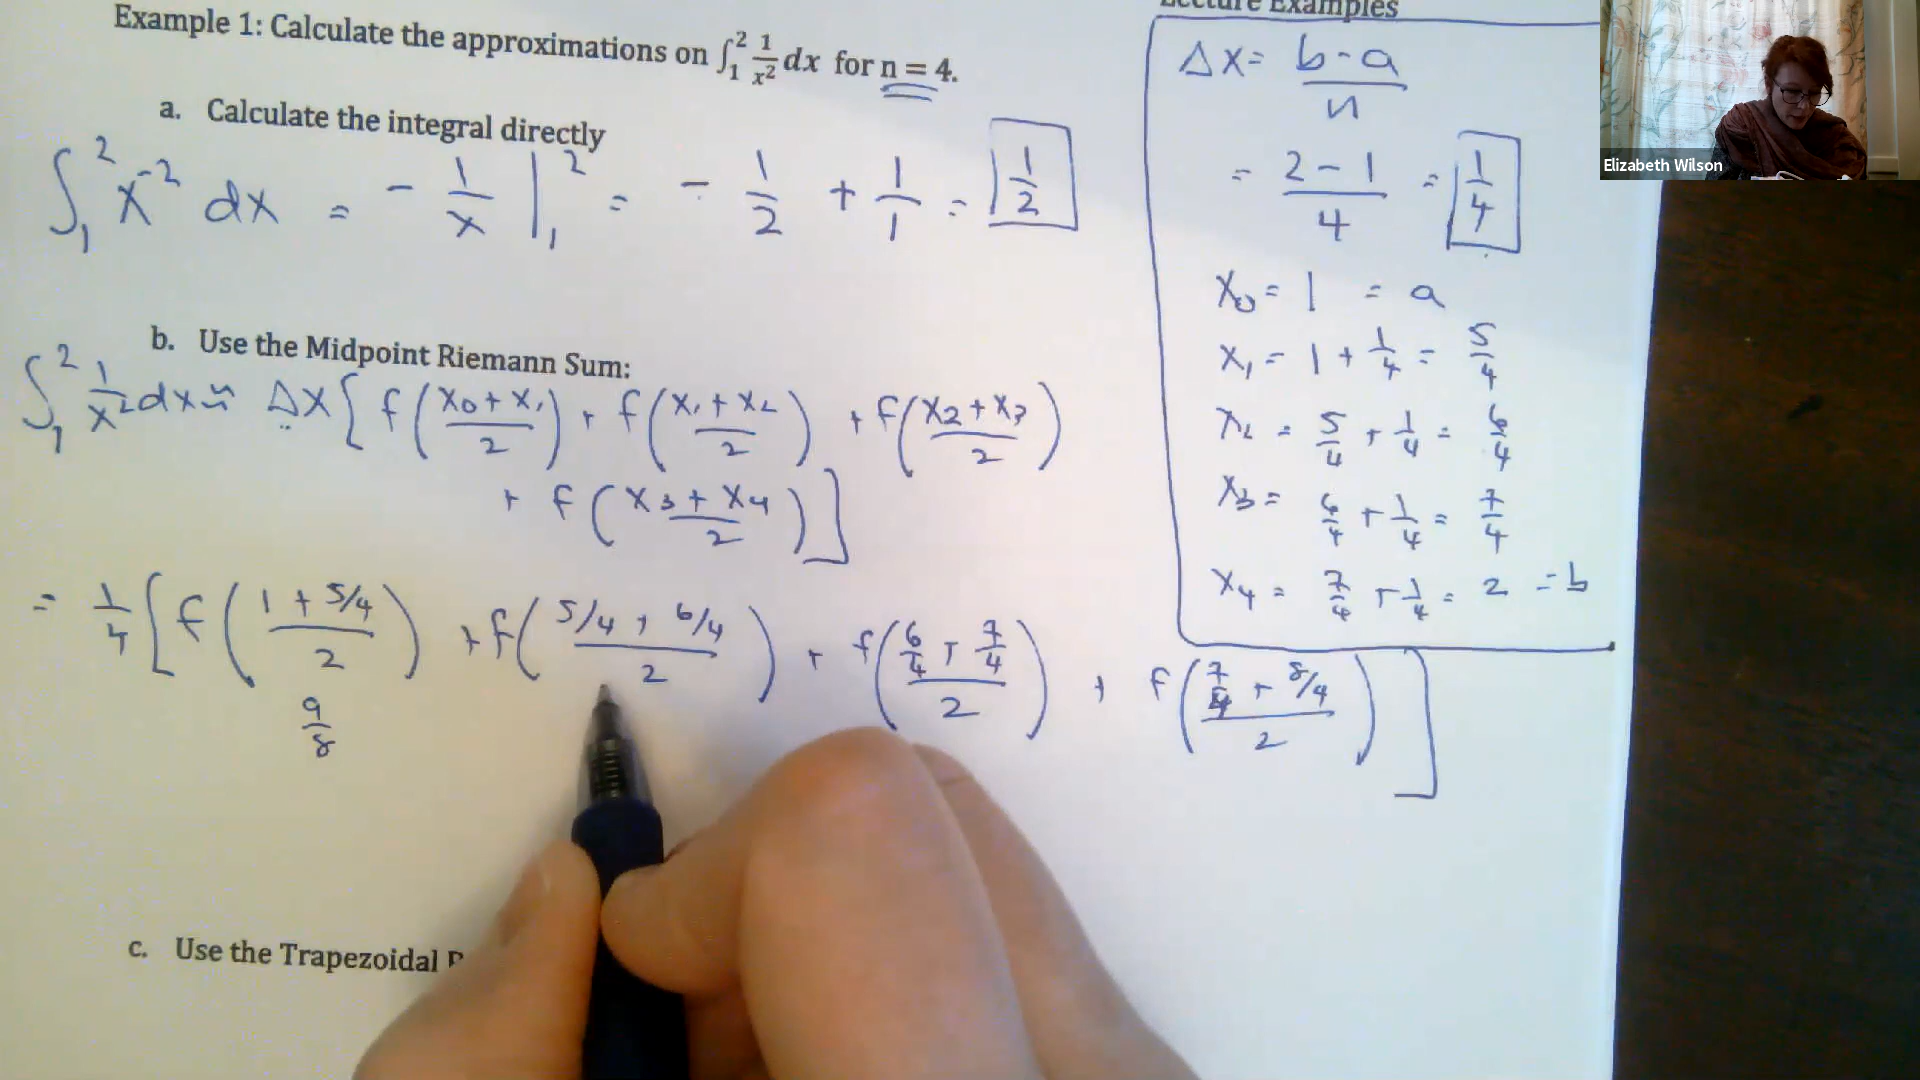 Lecture Examples
Example 1: Calculate the approximations on ∫₁² 1/x² dx for n = 4.
a. Calculate the integral directly
∫₁² x⁻² dx = - 1/x |₁² = - 1/2 + 1/1 = 1/2
b. Use the Midpoint Riemann Sum:
∫₁² 1/x² dx ≈ Δx [ f( (x₀ + x₁)/2 ) + f( (x₁ + x₂)/2 ) + f( (x₂ + x₃)/2 )
+ f( (x₃ + x₄)/2 ) ]
= 1/4 [ f( (1 + 5/4)/2 ) + f( (5/4 + 6/4)/2 ) + f( (6/4 + 7/4)/2 ) + f( (7/4 + 8/4)/2 ) ]
9/8
c. Use the Trapezoidal
Δx = (b - a)/n
= (2 - 1)/4 = 1/4
x₀ = 1 = a
x₁ = 1 + 1/4 = 5/4
x₂ = 5/4 + 1/4 = 6/4
x₃ = 6/4 + 1/4 = 7/4
x₄ = 7/4 + 1/4 = 2 = b
Elizabeth Wilson